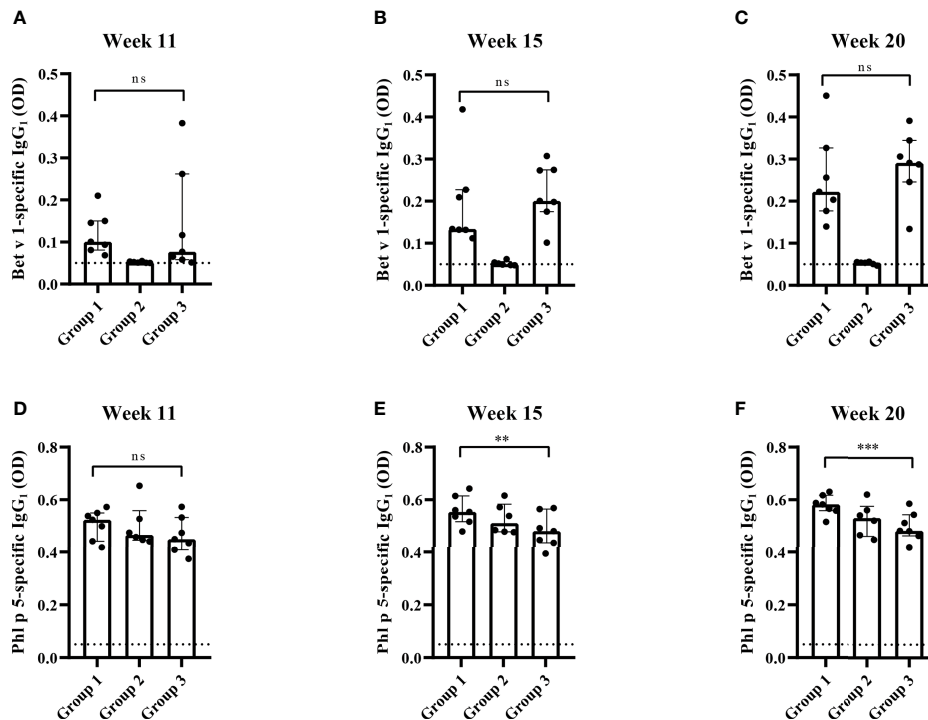 A
Week 11
ns
Bet v 1-specific IgG1 (OD)
0.5
0.4
0.3
0.2
0.1
0.0
Group 1
Group 2
Group 3
B
Week 15
ns
Bet v 1-specific IgG1 (OD)
0.5
0.4
0.3
0.2
0.1
0.0
Group 1
Group 2
Group 3
C
Week 20
ns
Bet v 1-specific IgG1 (OD)
0.5
0.4
0.3
0.2
0.1
0.0
Group 1
Group 2
Group 3
D
Week 11
ns
Phl p 5-specific IgG1 (OD)
0.8
0.6
0.4
0.2
0.0
Group 1
Group 2
Group 3
E
Week 15
**
Phl p 5-specific IgG1 (OD)
0.8
0.6
0.4
0.2
0.0
Group 1
Group 2
Group 3
F
Week 20
***
Phl p 5-specific IgG1 (OD)
0.8
0.6
0.4
0.2
0.0
Group 1
Group 2
Group 3